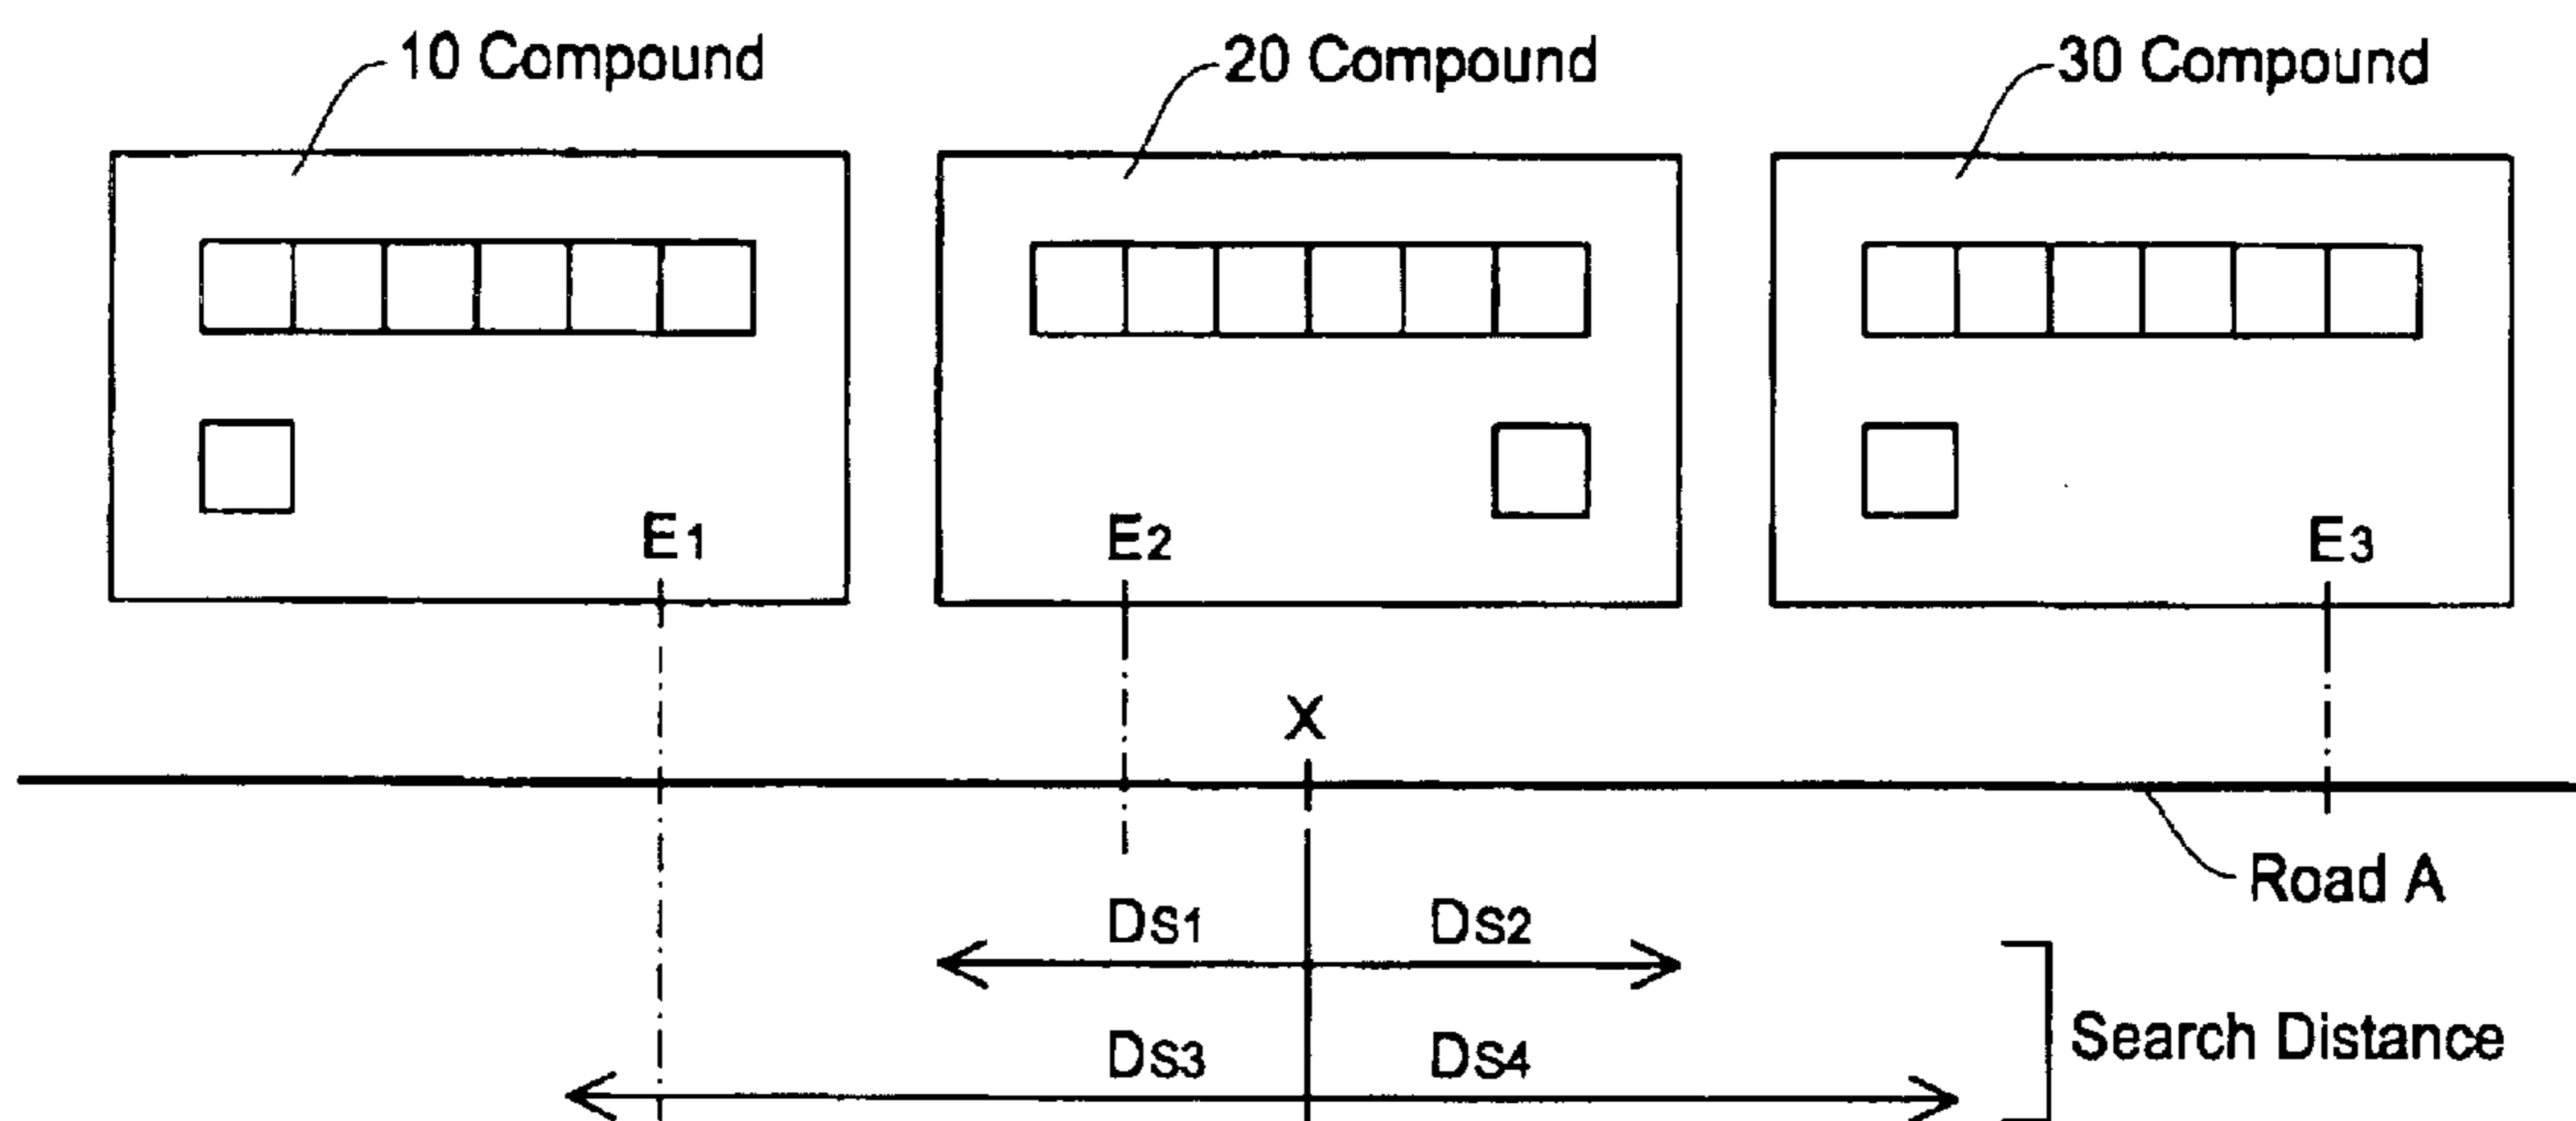 10 Compound
20 Compound
30 Compound
E1
E2
E3
X
Road A
DS1
DS2
DS3
DS4
Search Distance